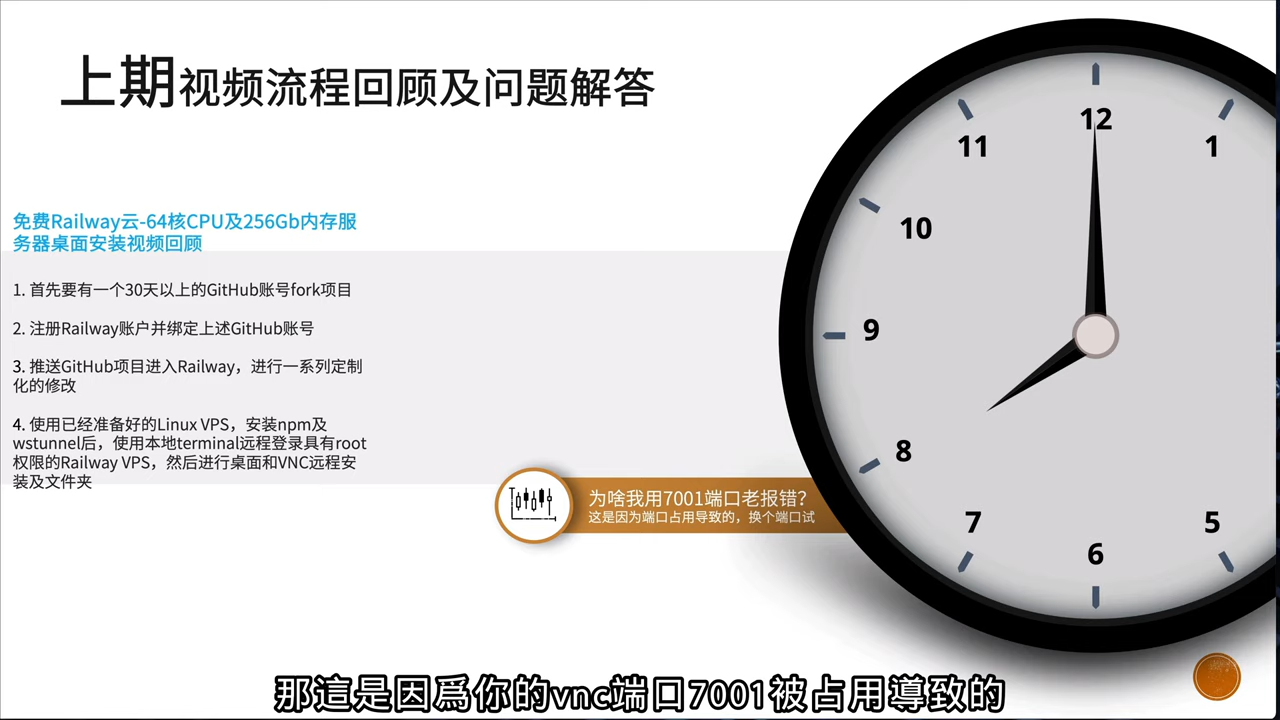 上期视频流程回顾及问题解答
免费Railway云-64核CPU及256Gb内存服
务器桌面安装视频回顾
1. 首先要有一个30天以上的GitHub账号fork项目
2. 注册Railway账户并绑定上述GitHub账号
3. 推送GitHub项目进入Railway，进行一系列定制
化的修改
4. 使用已经准备好的Linux VPS，安装npm及
wstunnel后，使用本地terminal远程登录具有root
权限的Railway VPS，然后进行桌面和VNC远程安
装及文件夹
为啥我用7001端口老报错？
这是因为端口占用导致的，换个端口试
12
11
1
10
9
8
7
5
6
那這是因爲你的vnc端口7001被占用導致的